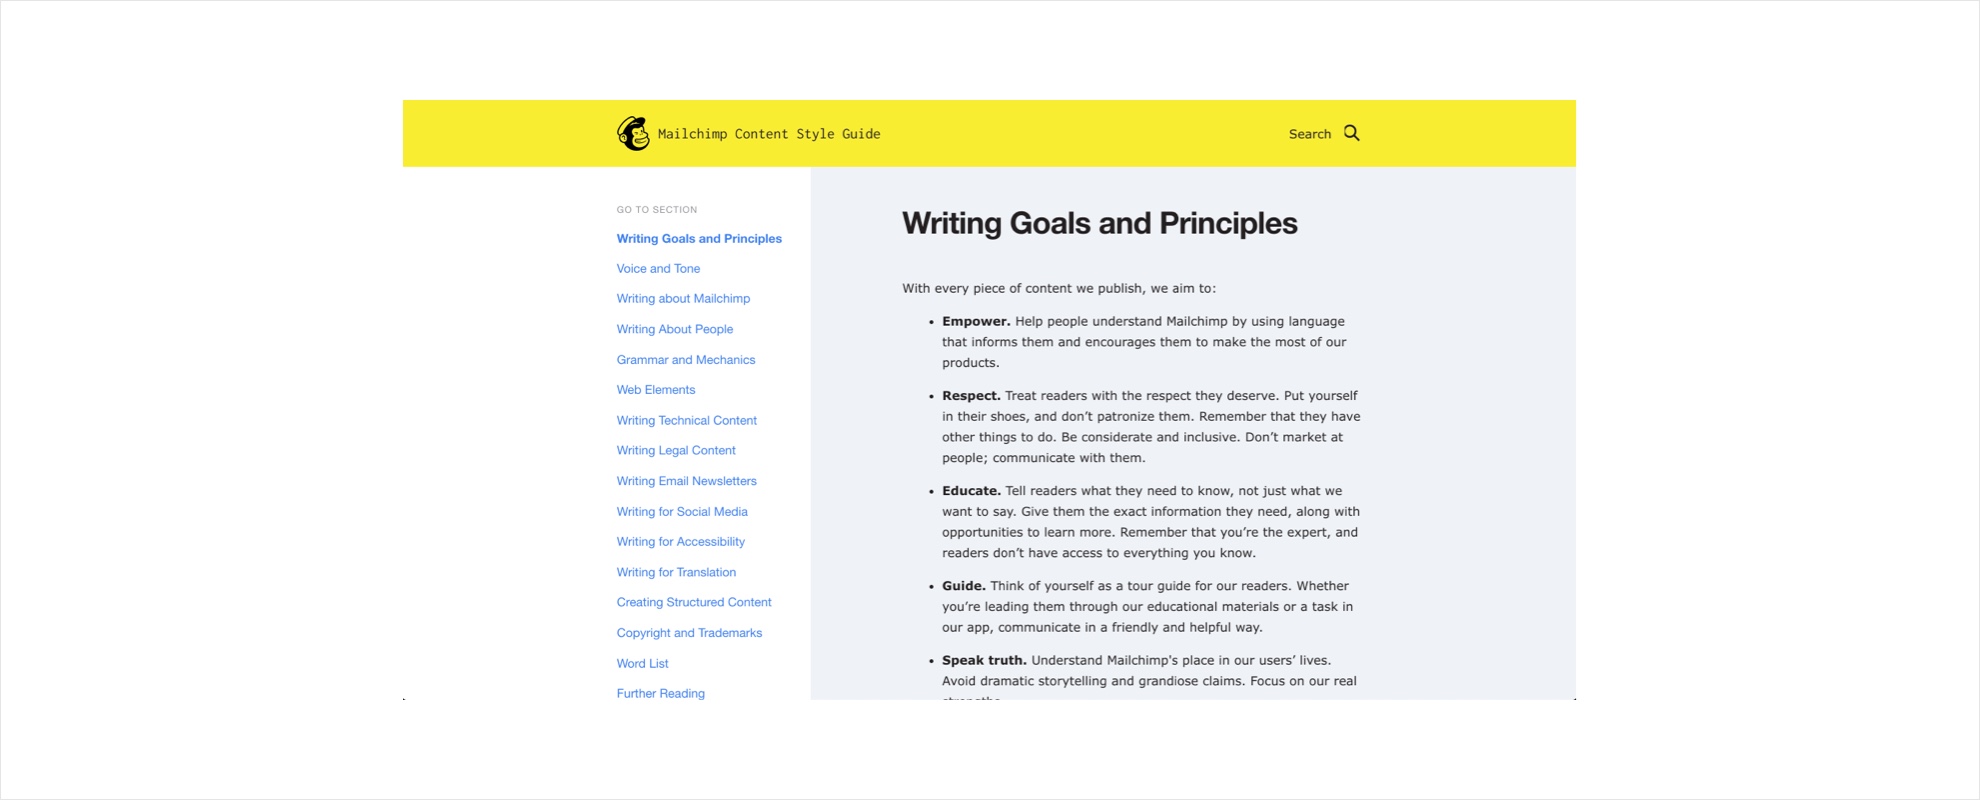 Mailchimp Content Style Guide
Search
GO TO SECTION
Writing Goals and Principles
Voice and Tone
Writing about Mailchimp
Writing About People
Grammar and Mechanics
Web Elements
Writing Technical Content
Writing Legal Content
Writing Email Newsletters
Writing for Social Media
Writing for Accessibility
Writing for Translation
Creating Structured Content
Copyright and Trademarks
Word List
Further Reading
Writing Goals and Principles
With every piece of content we publish, we aim to:
• Empower. Help people understand Mailchimp by using language
that informs them and encourages them to make the most of our
products.
• Respect. Treat readers with the respect they deserve. Put yourself
in their shoes, and don’t patronize them. Remember that they have
other things to do. Be considerate and inclusive. Don’t market at
people; communicate with them.
• Educate. Tell readers what they need to know, not just what we
want to say. Give them the exact information they need, along with
opportunities to learn more. Remember that you’re the expert, and
readers don’t have access to everything you know.
• Guide. Think of yourself as a tour guide for our readers. Whether
you’re leading them through our educational materials or a task in
our app, communicate in a friendly and helpful way.
• Speak truth. Understand Mailchimp's place in our users’ lives.
Avoid dramatic storytelling and grandiose claims. Focus on our real